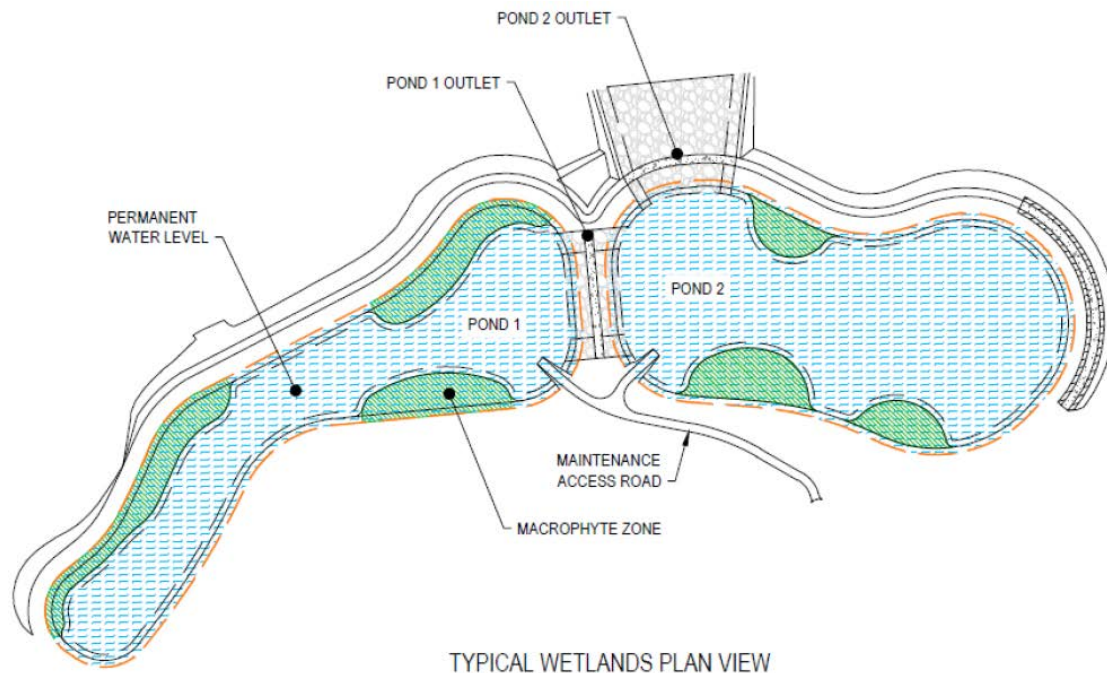 POND 2 OUTLET
POND 1 OUTLET
PERMANENT
WATER LEVEL
POND 2
POND 1
MAINTENANCE
ACCESS ROAD
MACROPHYTE ZONE
TYPICAL WETLANDS PLAN VIEW